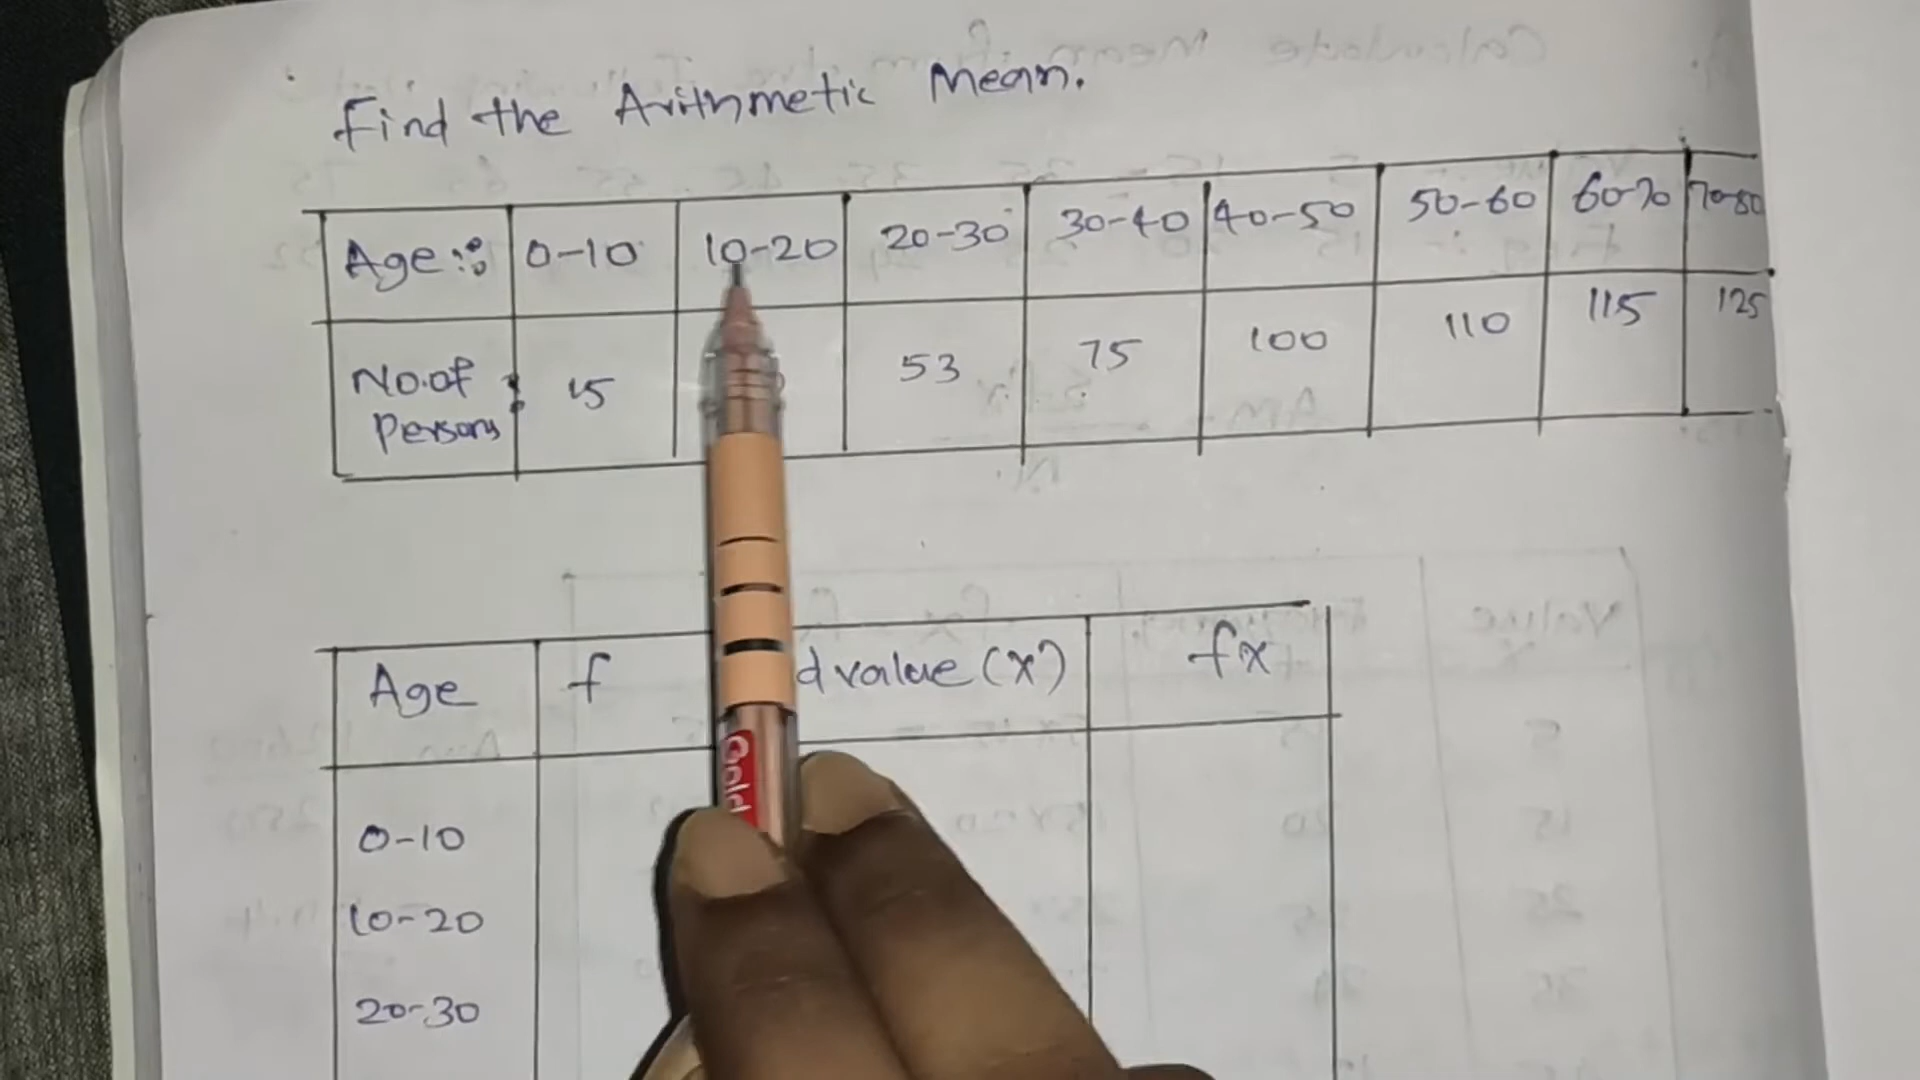 Find the Arithmetic Mean.
Age : 0-10 10-20 20-30 30-40 40-50 50-60 60-70 70-80
No.of Persons : 15 53 75 100 110 115 125
Age f d value (x) fx
0-10
10-20
20-30
Gold